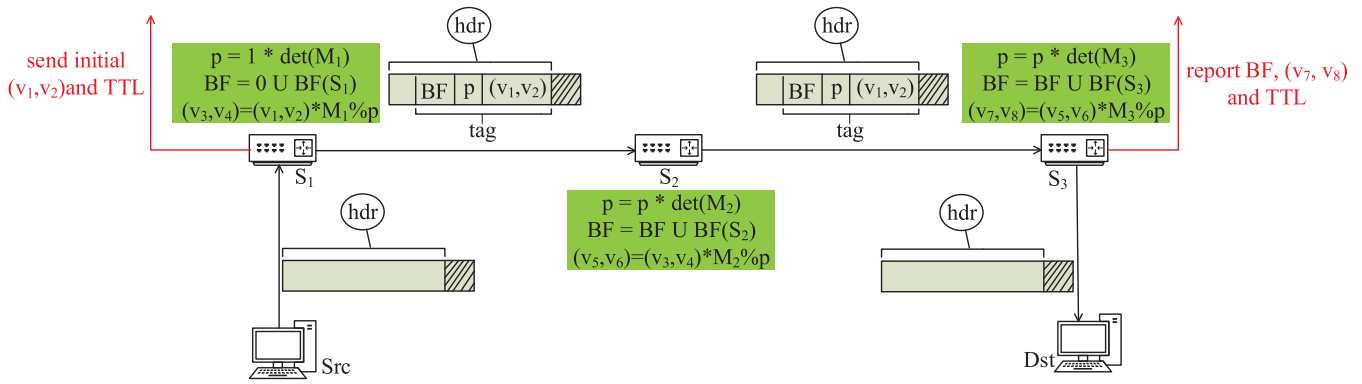 send initial
(v₁,v₂)and TTL
p = 1 * det(M₁)
BF = 0 U BF(S₁)
(v₃,v₄)=(v₁,v₂)*M₁%p
hdr
BF p (v₁,v₂)
tag
hdr
BF p (v₁,v₂)
tag
p = p * det(M₃)
BF = BF U BF(S₃)
(v₇,v₈)=(v₅,v₆)*M₃%p
report BF, (v₇, v₈)
and TTL
S₁
S₂
S₃
p = p * det(M₂)
BF = BF U BF(S₂)
(v₅,v₆)=(v₃,v₄)*M₂%p
hdr
hdr
Src
Dst